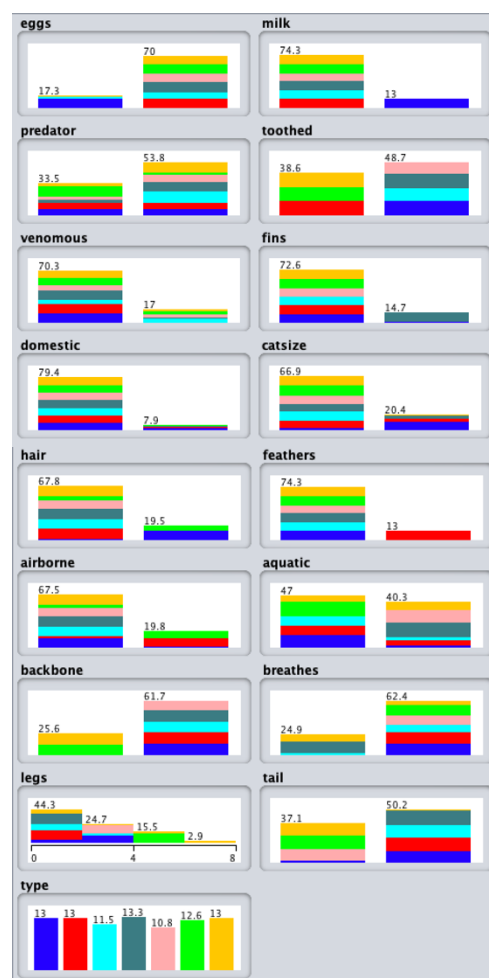 eggs milk
17.3 70 74.3 13
predator toothed
33.5 53.8 38.6 48.7
venomous fins
70.3 17 72.6 14.7
domestic catsize
79.4 7.9 66.9 20.4
hair feathers
67.8 19.5 74.3 13
airborne aquatic
67.5 19.8 47 40.3
backbone breathes
25.6 61.7 24.9 62.4
legs tail
44.3 24.7 15.5 2.9 37.1 50.2
0 4 8
type
13 13 11.5 13.3 10.8 12.6 13